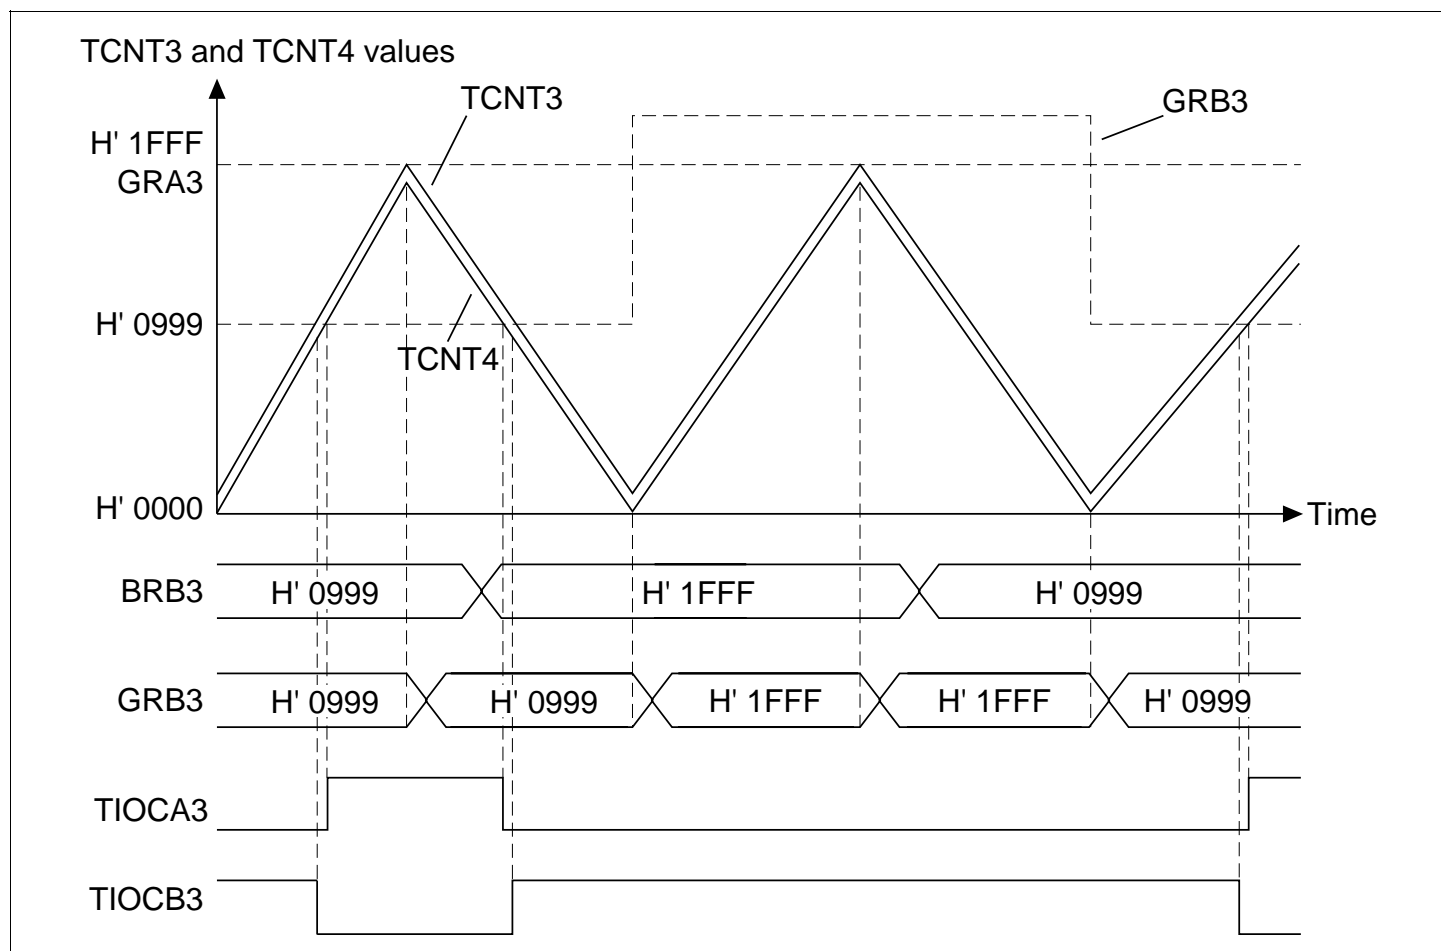 TCNT3 and TCNT4 values
TCNT3
GRB3
H' 1FFF
GRA3
H' 0999
TCNT4
H' 0000
Time
BRB3
H' 0999
H' 1FFF
H' 0999
GRB3
H' 0999
H' 0999
H' 1FFF
H' 1FFF
H' 0999
TIOCA3
TIOCB3